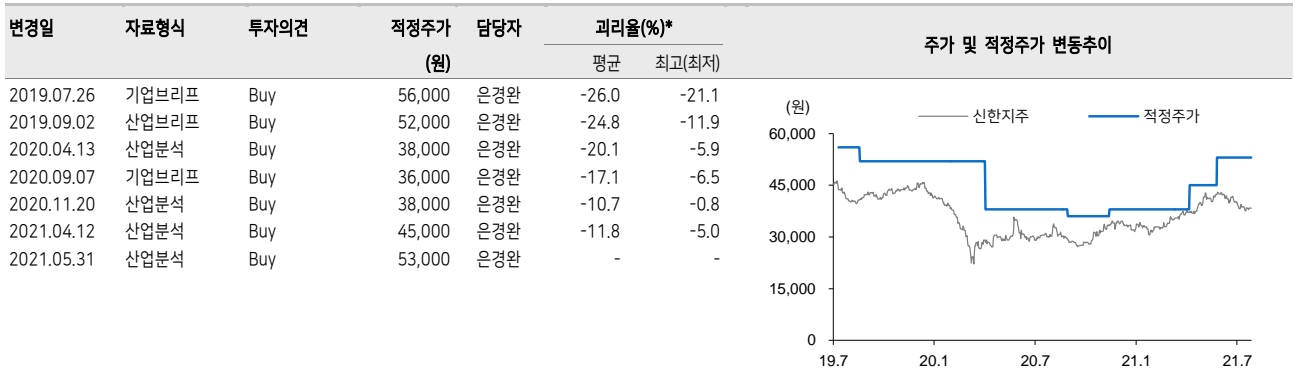 변경일 자료형식 투자의견 적정주가 담당자 괴리율(%)*
(원) 평균 최고(최저)
2019.07.26 기업브리프 Buy 56,000 은경완 -26.0 -21.1
2019.09.02 산업브리프 Buy 52,000 은경완 -24.8 -11.9
2020.04.13 산업분석 Buy 38,000 은경완 -20.1 -5.9
2020.09.07 기업브리프 Buy 36,000 은경완 -17.1 -6.5
2020.11.20 산업분석 Buy 38,000 은경완 -10.7 -0.8
2021.04.12 산업분석 Buy 45,000 은경완 -11.8 -5.0
2021.05.31 산업분석 Buy 53,000 은경완 - -
주가 및 적정주가 변동추이
(원) 신한지주 적정주가
60,000
45,000
30,000
15,000
0
19.7 20.1 20.7 21.1 21.7